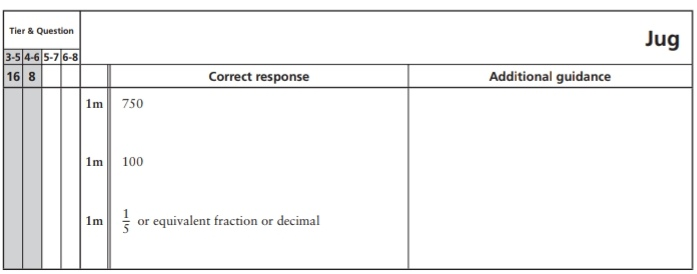 Tier & Question
Jug
3-5 4-6 5-7 6-8
16 8 Correct response Additional guidance
1m 750
1m 100
1m 1/5 or equivalent fraction or decimal